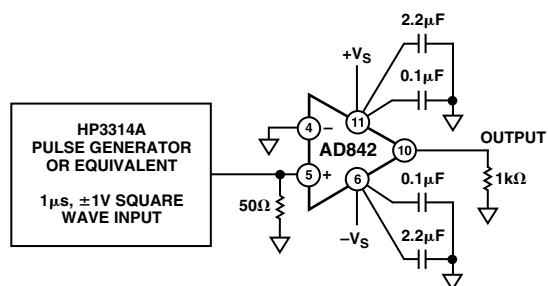 2.2µF
+VS
0.1µF
HP3314A
PULSE GENERATOR
OR EQUIVALENT
1µs, ±1V SQUARE
WAVE INPUT
4
–
11
AD842
10
OUTPUT
5
+
6
50Ω
0.1µF
1kΩ
–VS
2.2µF